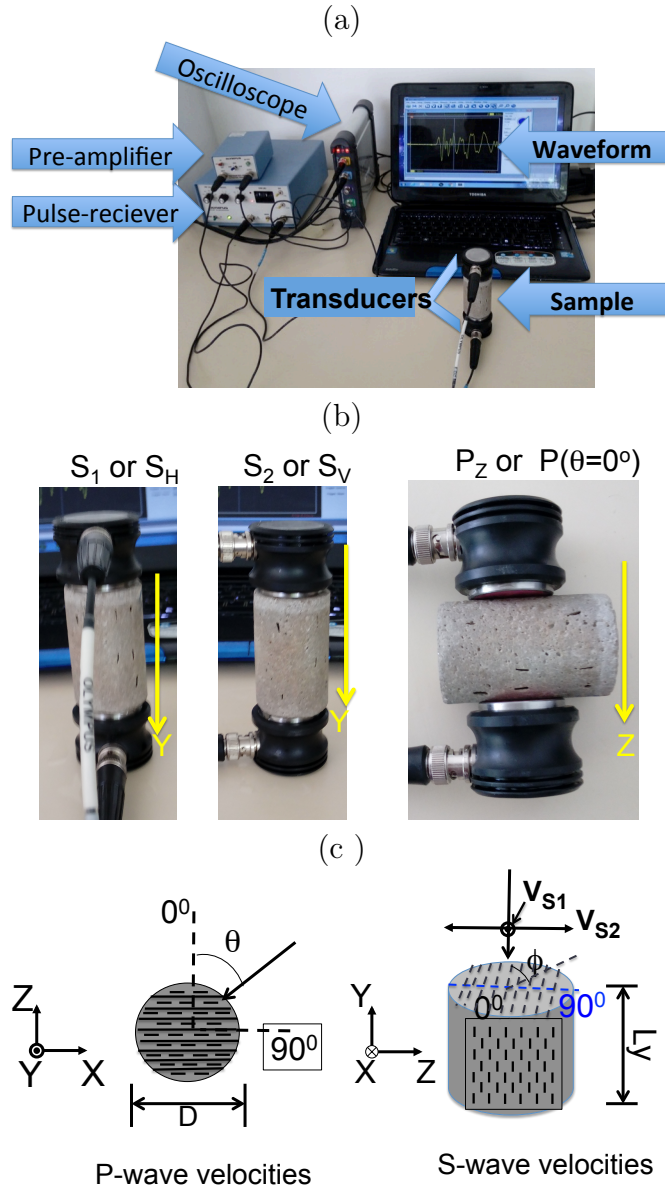 (a)
Oscilloscope
Pre-amplifier
Pulse-reciever
Waveform
TOSHIBA
Transducers
Sample
(b)
S1 or SH
S2 or SV
PZ or P(θ=0o)
OLYMPUS
Y
Y
Z
(c )
00
θ
Z
Y
X
900
D
P-wave velocities
VS1
VS2
ϕ
00
900
Y
X
Z
Ly
S-wave velocities